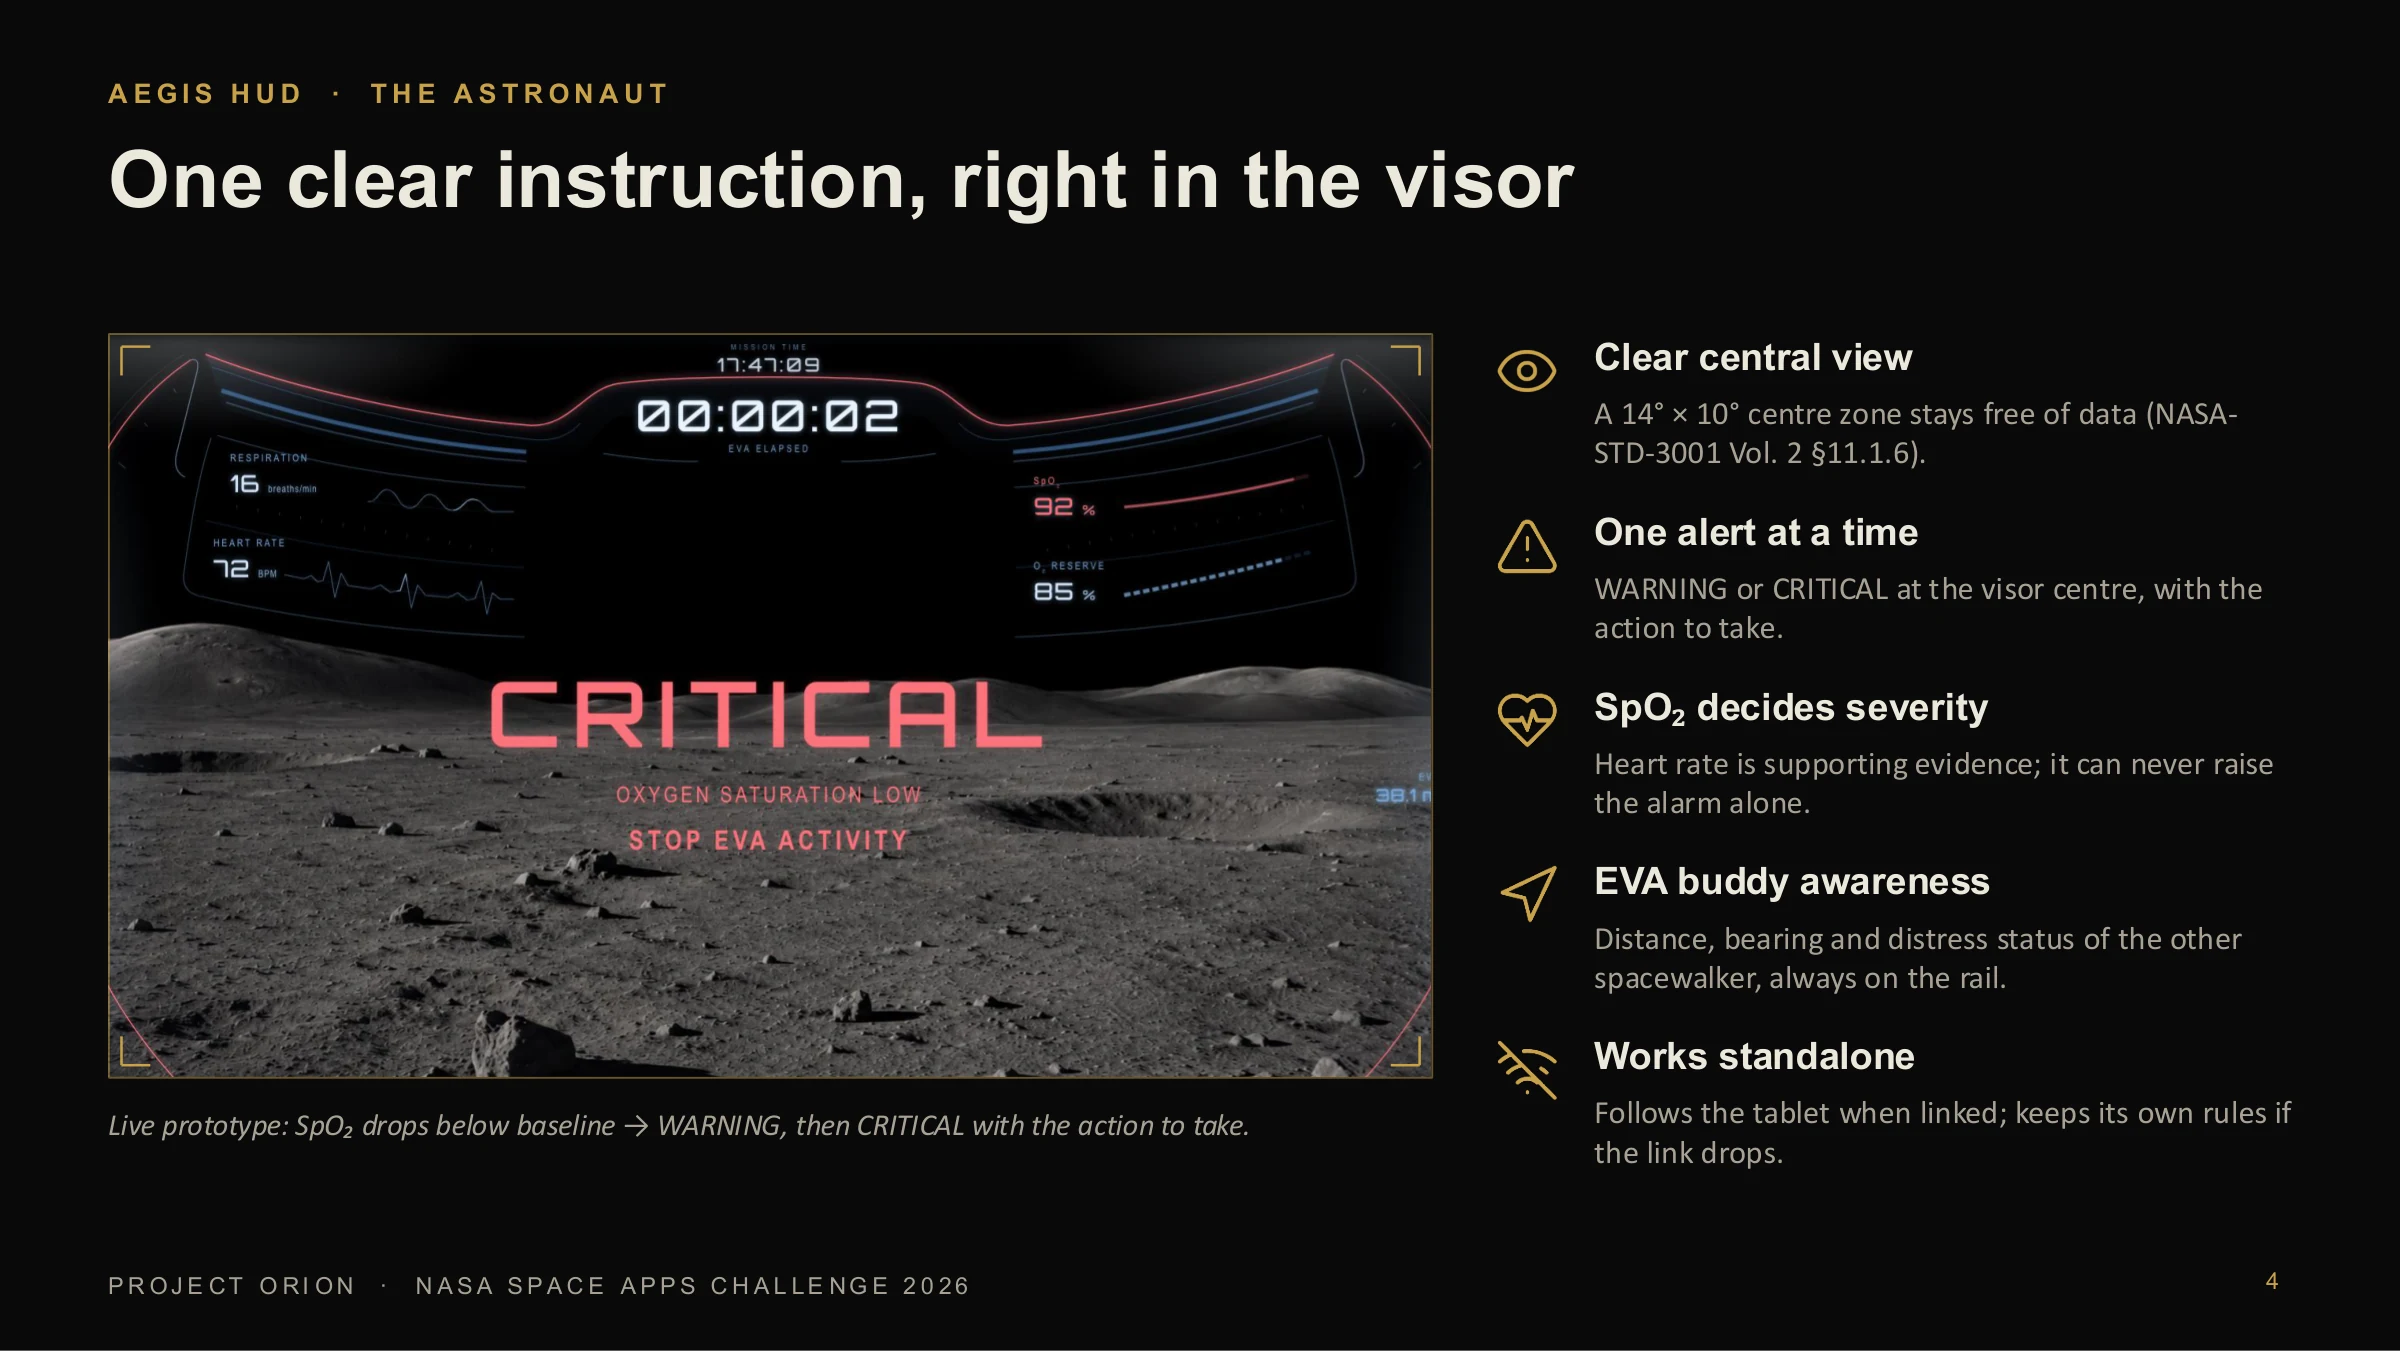 AEGIS HUD · THE ASTRONAUT
One clear instruction, right in the visor
MISSION TIME
17:47:09
00:00:02
EVA ELAPSED
RESPIRATION
16 breaths/min
HEART RATE
72 BPM
SpO₂
92 %
O₂ RESERVE
85 %
CRITICAL
OXYGEN SATURATION LOW
STOP EVA ACTIVITY
38.1
Live prototype: SpO₂ drops below baseline → WARNING, then CRITICAL with the action to take.
Clear central view
A 14° × 10° centre zone stays free of data (NASA-
STD-3001 Vol. 2 §11.1.6).
One alert at a time
WARNING or CRITICAL at the visor centre, with the
action to take.
SpO₂ decides severity
Heart rate is supporting evidence; it can never raise
the alarm alone.
EVA buddy awareness
Distance, bearing and distress status of the other
spacewalker, always on the rail.
Works standalone
Follows the tablet when linked; keeps its own rules if
the link drops.
PROJECT ORION · NASA SPACE APPS CHALLENGE 2026
4